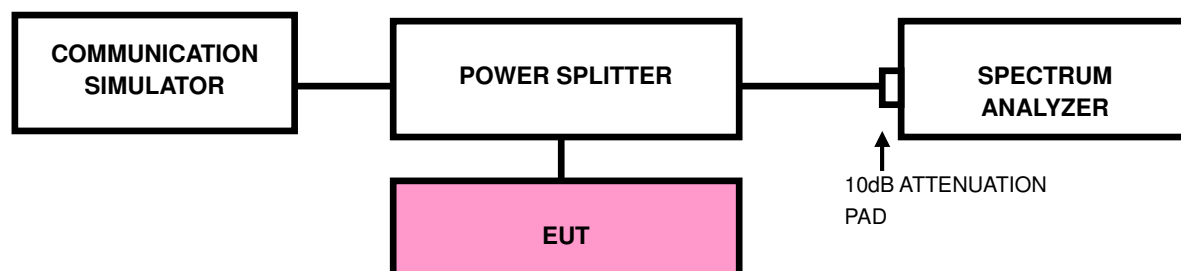 COMMUNICATION
SIMULATOR
POWER SPLITTER
SPECTRUM
ANALYZER
10dB ATTENUATION
PAD
EUT